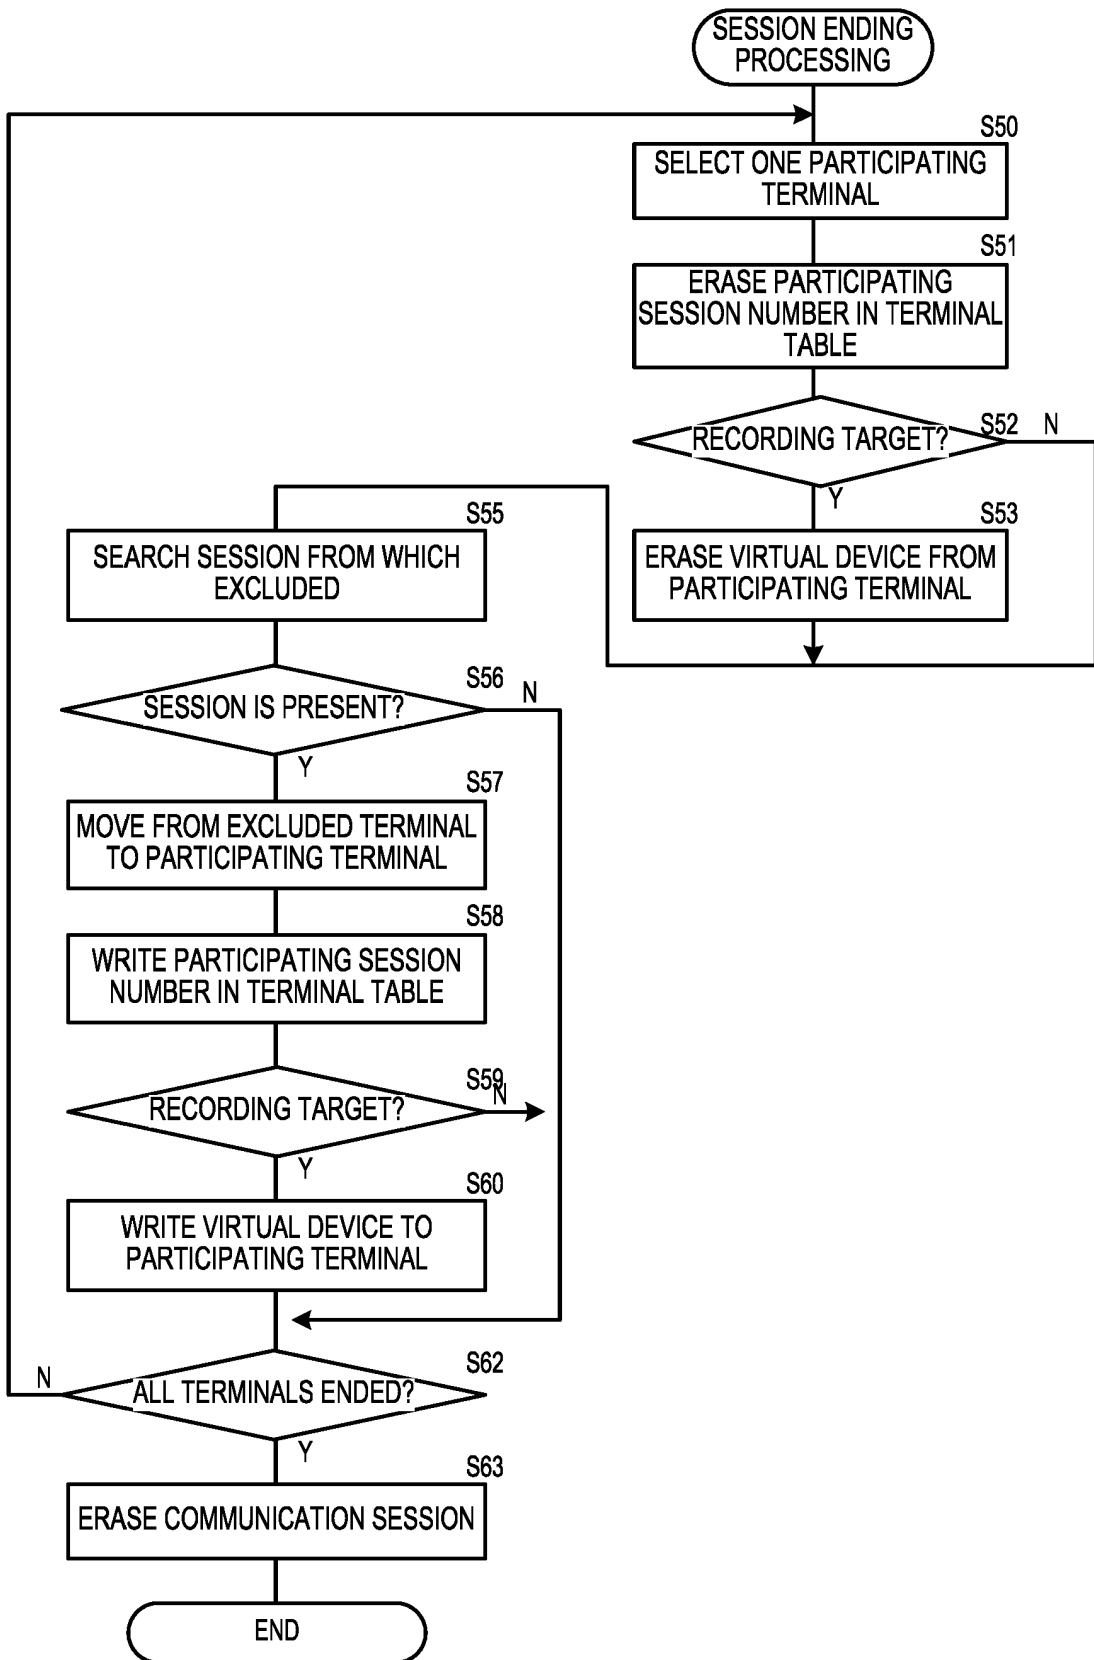 SESSION ENDING
PROCESSING
S50
SELECT ONE PARTICIPATING
TERMINAL
S51
ERASE PARTICIPATING
SESSION NUMBER IN TERMINAL
TABLE
S52
N
RECORDING TARGET?
Y
S53
ERASE VIRTUAL DEVICE FROM
PARTICIPATING TERMINAL
S55
SEARCH SESSION FROM WHICH
EXCLUDED
S56
N
SESSION IS PRESENT?
Y
S57
MOVE FROM EXCLUDED TERMINAL
TO PARTICIPATING TERMINAL
S58
WRITE PARTICIPATING SESSION
NUMBER IN TERMINAL TABLE
S59
N
RECORDING TARGET?
Y
S60
WRITE VIRTUAL DEVICE TO
PARTICIPATING TERMINAL
S62
N
ALL TERMINALS ENDED?
Y
S63
ERASE COMMUNICATION SESSION
END